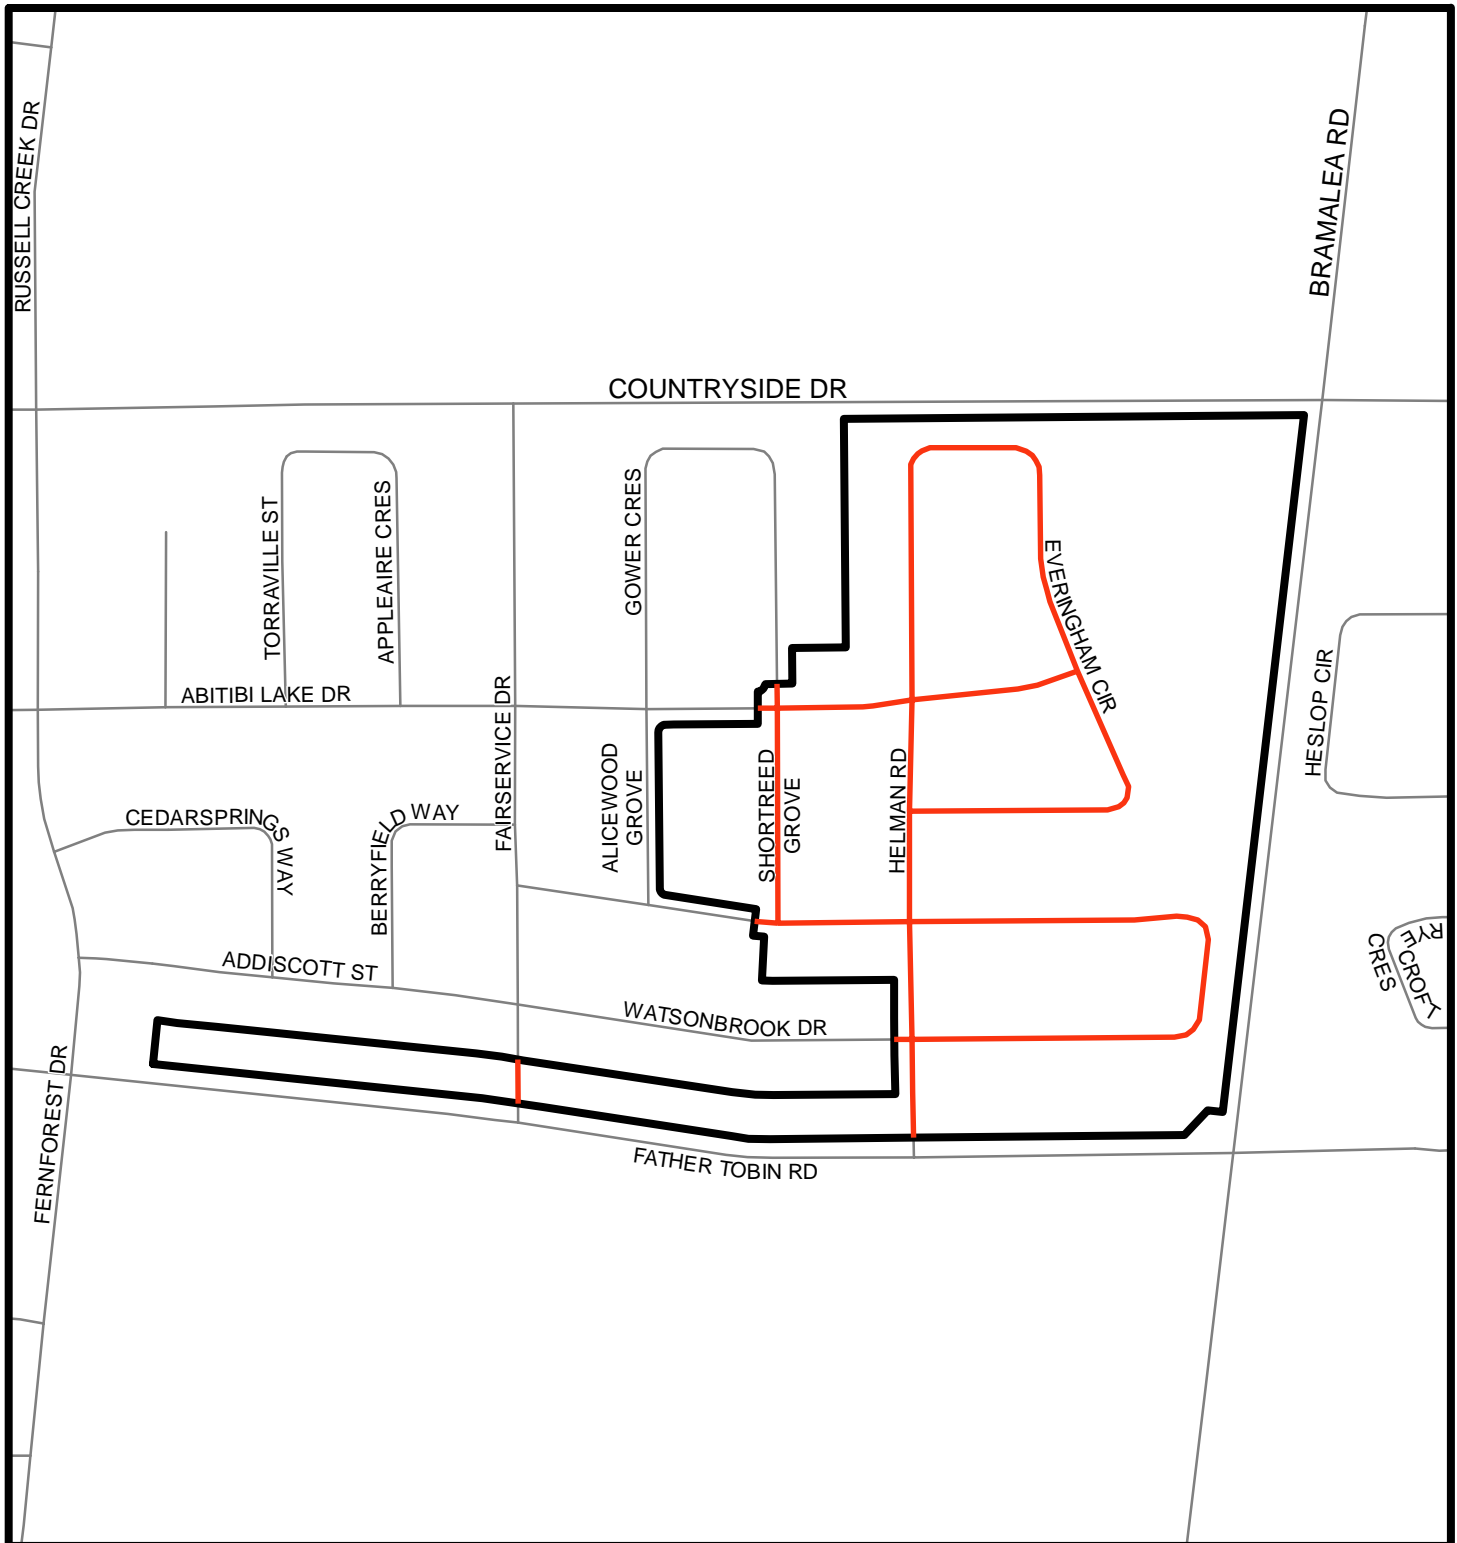 RUSSELL CREEK DR
BRAMALEA RD
COUNTRYSIDE DR
TORRAVILLE ST
APPLEAIRE CRES
GOWER CRES
EVERINGHAM CIR
ABITIBI LAKE DR
FAIRSERVICE DR
HESLOP CIR
ALICEWOOD
GROVE
SHORTREED
GROVE
HELMAN RD
CEDARSPRINGS WAY
BERRYFIELD WAY
RYE CROFT
CRES
ADDISCOTT ST
WATSONBROOK DR
FERNFOREST DR
FATHER TOBIN RD